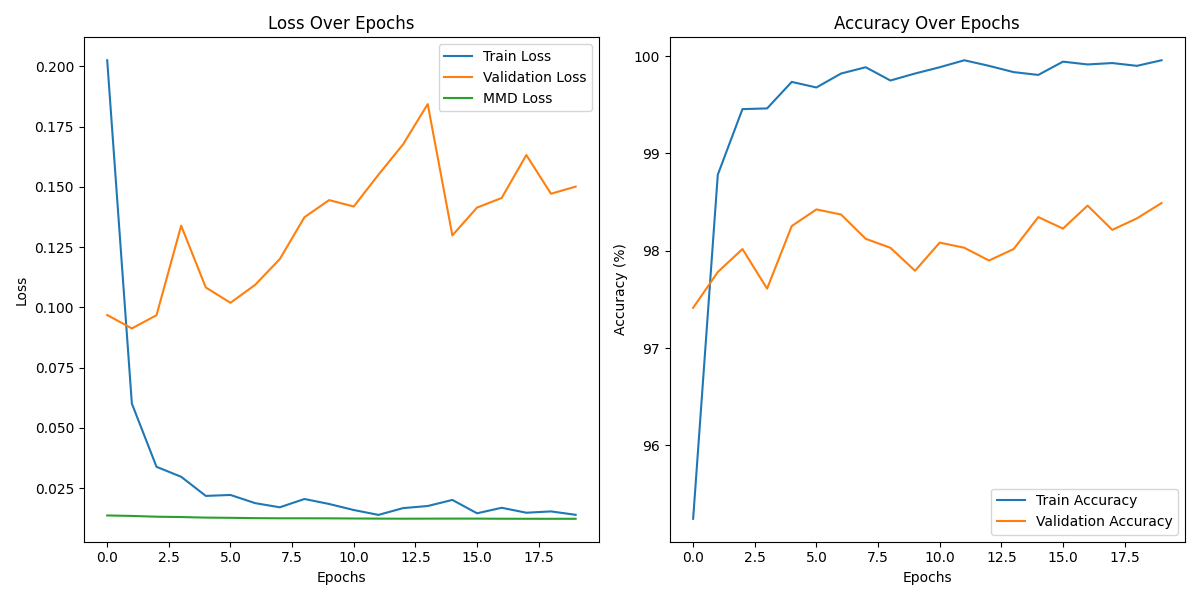 Loss Over Epochs
Train Loss
Validation Loss
MMD Loss
0.200
0.175
0.150
0.125
0.100
0.075
0.050
0.025
Loss
0.0 2.5 5.0 7.5 10.0 12.5 15.0 17.5
Epochs
Accuracy Over Epochs
100
99
98
97
96
Accuracy (%)
Train Accuracy
Validation Accuracy
0.0 2.5 5.0 7.5 10.0 12.5 15.0 17.5
Epochs